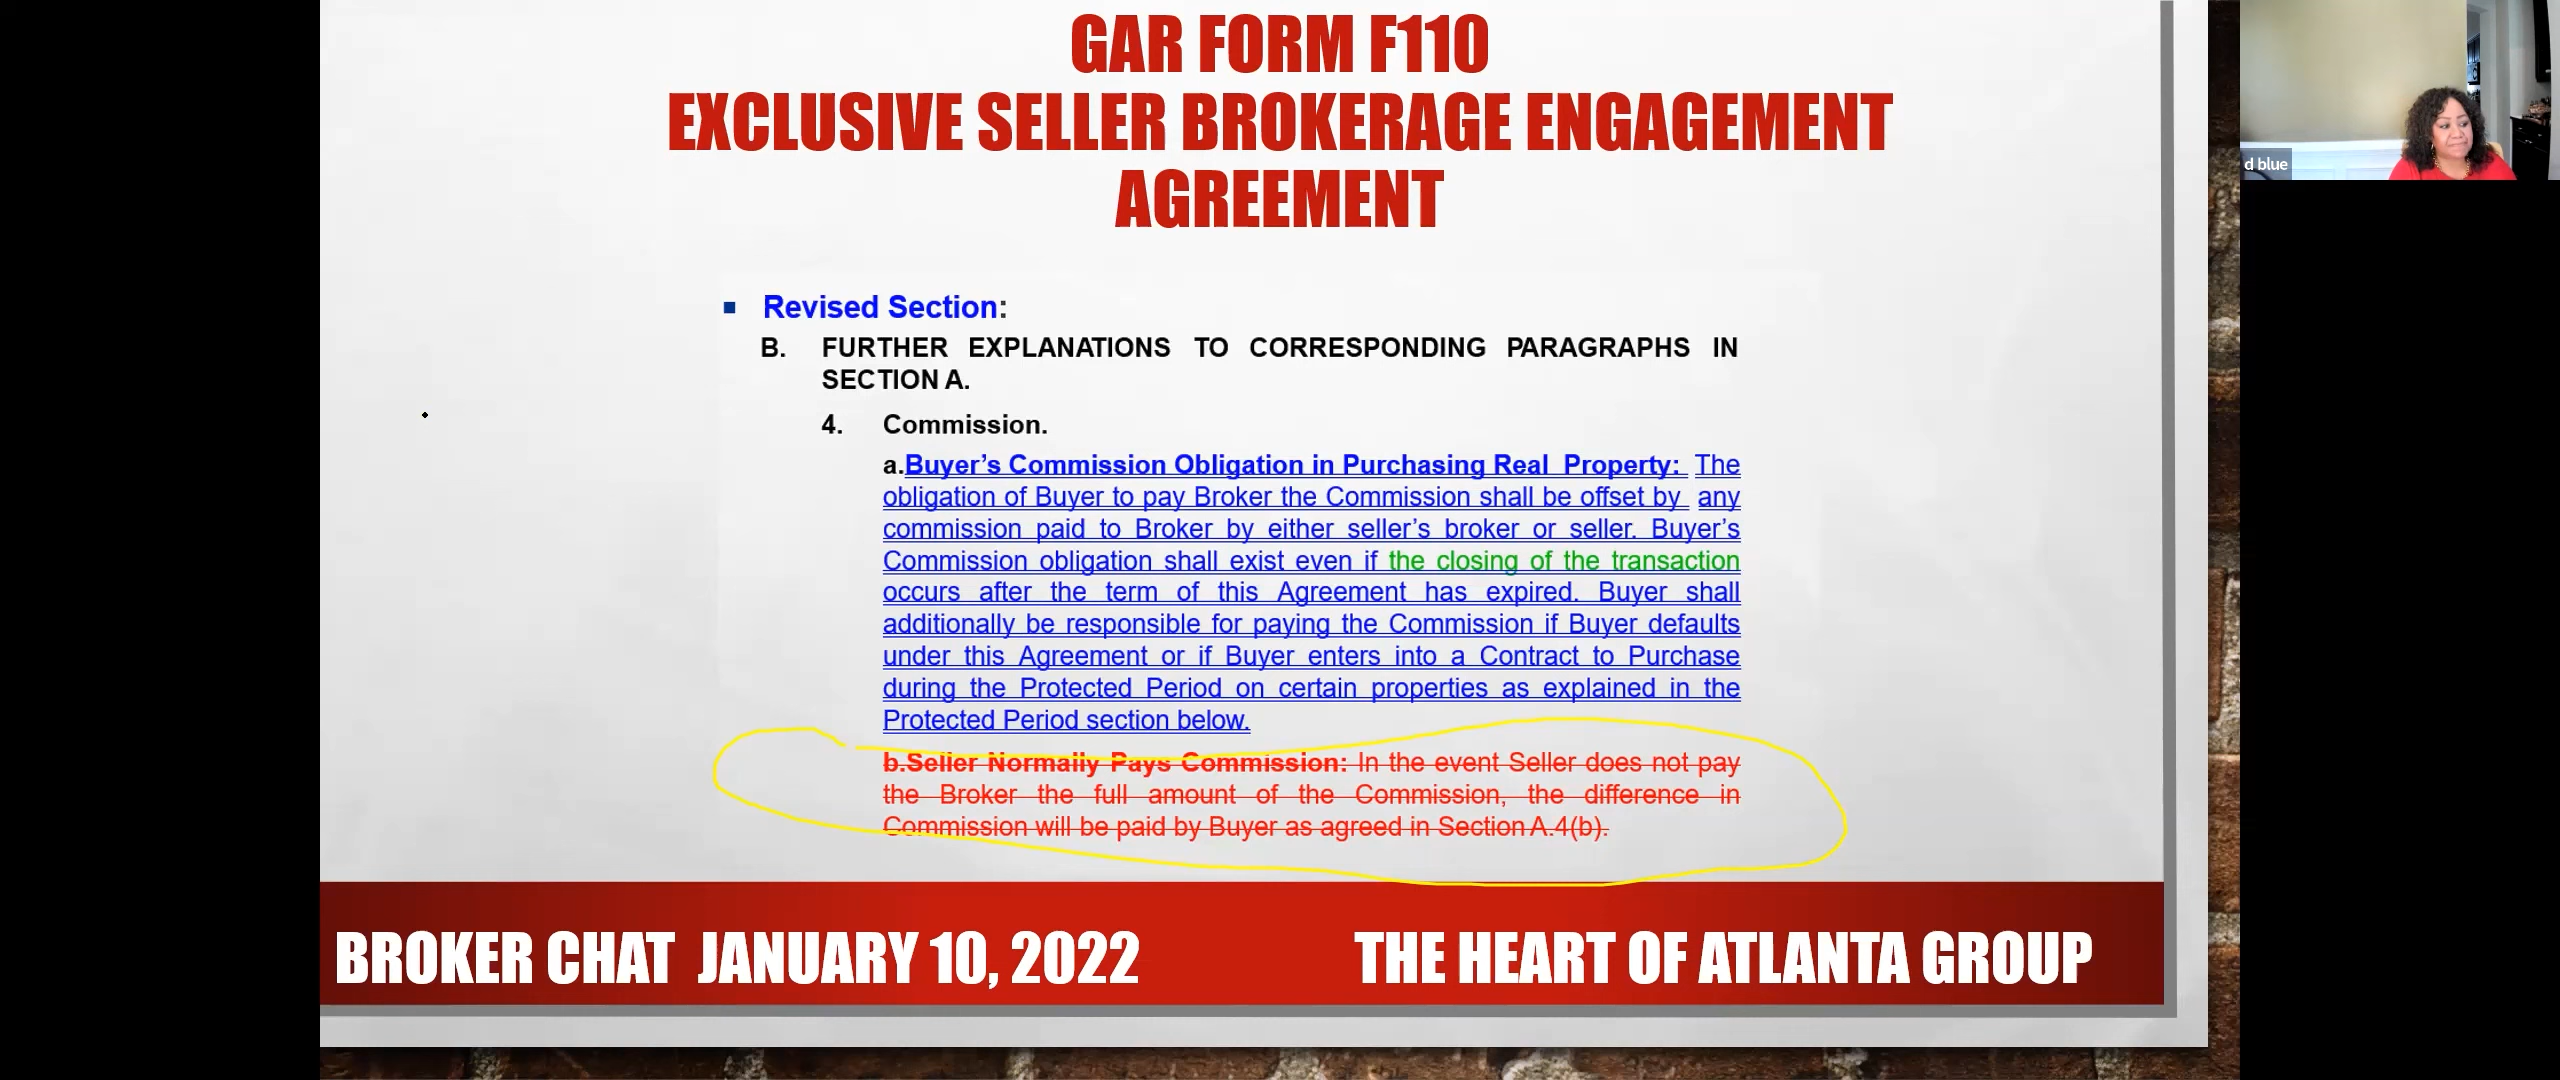 GAR FORM F110
EXCLUSIVE SELLER BROKERAGE ENGAGEMENT
AGREEMENT
d blue
Revised Section:
B. FURTHER EXPLANATIONS TO CORRESPONDING PARAGRAPHS IN
SECTION A.
4. Commission.
a.Buyer’s Commission Obligation in Purchasing Real Property: The
obligation of Buyer to pay Broker the Commission shall be offset by any
commission paid to Broker by either seller’s broker or seller. Buyer’s
Commission obligation shall exist even if the closing of the transaction
occurs after the term of this Agreement has expired. Buyer shall
additionally be responsible for paying the Commission if Buyer defaults
under this Agreement or if Buyer enters into a Contract to Purchase
during the Protected Period on certain properties as explained in the
Protected Period section below.
b.Seller Normally Pays Commission: In the event Seller does not pay
the Broker the full amount of the Commission, the difference in
Commission will be paid by Buyer as agreed in Section A.4(b).
BROKER CHAT JANUARY 10, 2022
THE HEART OF ATLANTA GROUP